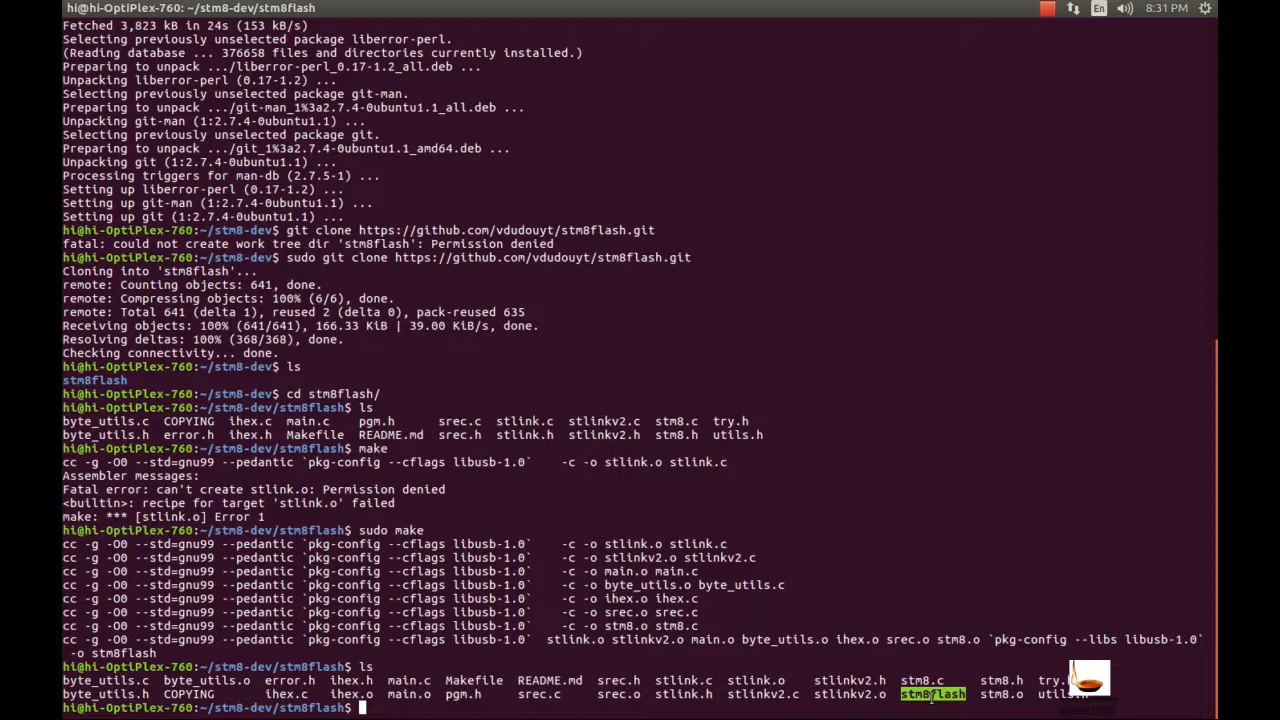 hi@hi-OptiPlex-760: ~/stm8-dev/stm8flash En 8:31 PM
Fetched 3,823 kB in 24s (153 kB/s)
Selecting previously unselected package liberror-perl.
(Reading database ... 376658 files and directories currently installed.)
Preparing to unpack .../liberror-perl_0.17-1.2_all.deb ...
Unpacking liberror-perl (0.17-1.2) ...
Selecting previously unselected package git-man.
Preparing to unpack .../git-man_1%3a2.7.4-0ubuntu1.1_all.deb ...
Unpacking git-man (1:2.7.4-0ubuntu1.1) ...
Selecting previously unselected package git.
Preparing to unpack .../git_1%3a2.7.4-0ubuntu1.1_amd64.deb ...
Unpacking git (1:2.7.4-0ubuntu1.1) ...
Processing triggers for man-db (2.7.5-1) ...
Setting up liberror-perl (0.17-1.2) ...
Setting up git-man (1:2.7.4-0ubuntu1.1) ...
Setting up git (1:2.7.4-0ubuntu1.1) ...
hi@hi-OptiPlex-760:~/stm8-dev$ git clone https://github.com/vdudouyt/stm8flash.git
fatal: could not create work tree dir 'stm8flash': Permission denied
hi@hi-OptiPlex-760:~/stm8-dev$ sudo git clone https://github.com/vdudouyt/stm8flash.git
Cloning into 'stm8flash'...
remote: Counting objects: 641, done.
remote: Compressing objects: 100% (6/6), done.
remote: Total 641 (delta 1), reused 2 (delta 0), pack-reused 635
Receiving objects: 100% (641/641), 166.33 KiB | 39.00 KiB/s, done.
Resolving deltas: 100% (368/368), done.
Checking connectivity... done.
hi@hi-OptiPlex-760:~/stm8-dev$ ls
stm8flash
hi@hi-OptiPlex-760:~/stm8-dev$ cd stm8flash/
hi@hi-OptiPlex-760:~/stm8-dev/stm8flash$ ls
byte_utils.c COPYING ihex.c main.c pgm.h srec.c stlink.c stlinkv2.c stm8.c try.h
byte_utils.h error.h ihex.h Makefile README.md srec.h stlink.h stlinkv2.h stm8.h utils.h
hi@hi-OptiPlex-760:~/stm8-dev/stm8flash$ make
cc -g -O0 --std=gnu99 --pedantic `pkg-config --cflags libusb-1.0` -c -o stlink.o stlink.c
Assembler messages:
Fatal error: can't create stlink.o: Permission denied
<builtin>: recipe for target 'stlink.o' failed
make: *** [stlink.o] Error 1
hi@hi-OptiPlex-760:~/stm8-dev/stm8flash$ sudo make
cc -g -O0 --std=gnu99 --pedantic `pkg-config --cflags libusb-1.0` -c -o stlink.o stlink.c
cc -g -O0 --std=gnu99 --pedantic `pkg-config --cflags libusb-1.0` -c -o stlinkv2.o stlinkv2.c
cc -g -O0 --std=gnu99 --pedantic `pkg-config --cflags libusb-1.0` -c -o main.o main.c
cc -g -O0 --std=gnu99 --pedantic `pkg-config --cflags libusb-1.0` -c -o byte_utils.o byte_utils.c
cc -g -O0 --std=gnu99 --pedantic `pkg-config --cflags libusb-1.0` -c -o ihex.o ihex.c
cc -g -O0 --std=gnu99 --pedantic `pkg-config --cflags libusb-1.0` -c -o srec.o srec.c
cc -g -O0 --std=gnu99 --pedantic `pkg-config --cflags libusb-1.0` -c -o stm8.o stm8.c
cc -g -O0 --std=gnu99 --pedantic `pkg-config --cflags libusb-1.0` stlink.o stlinkv2.o main.o byte_utils.o ihex.o srec.o stm8.o `pkg-config --libs libusb-1.0`
-o stm8flash
hi@hi-OptiPlex-760:~/stm8-dev/stm8flash$ ls
byte_utils.c byte_utils.o error.h ihex.h main.c Makefile README.md srec.h stlink.c stlink.o stlinkv2.h stm8.c stm8.h
byte_utils.h COPYING ihex.c ihex.o main.o pgm.h srec.c srec.o stlink.h stlinkv2.c stlinkv2.o stm8flash stm8.o
hi@hi-OptiPlex-760:~/stm8-dev/stm8flash$